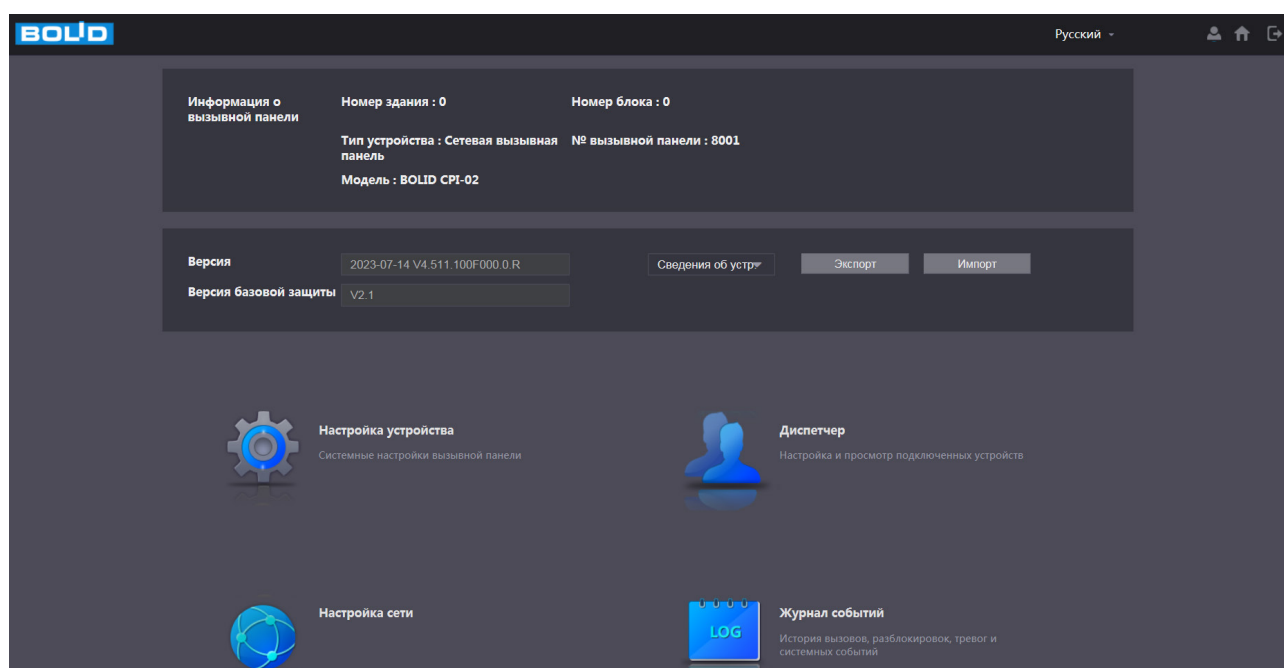 BOLID
Русский
Информация о вызывной панели
Номер здания : 0
Номер блока : 0
Тип устройства : Сетевая вызывная панель
№ вызывной панели : 8001
Модель : BOLID CPI-02
Версия
2023-07-14 V4.511.100F000.0.R
Сведения об устр
Экспорт
Импорт
Версия базовой защиты
V2.1
Настройка устройства
Системные настройки вызывной панели
Диспетчер
Настройка и просмотр подключенных устройств
Настройка сети
LOG
Журнал событий
История вызовов, разблокировок, тревог и
системных событий